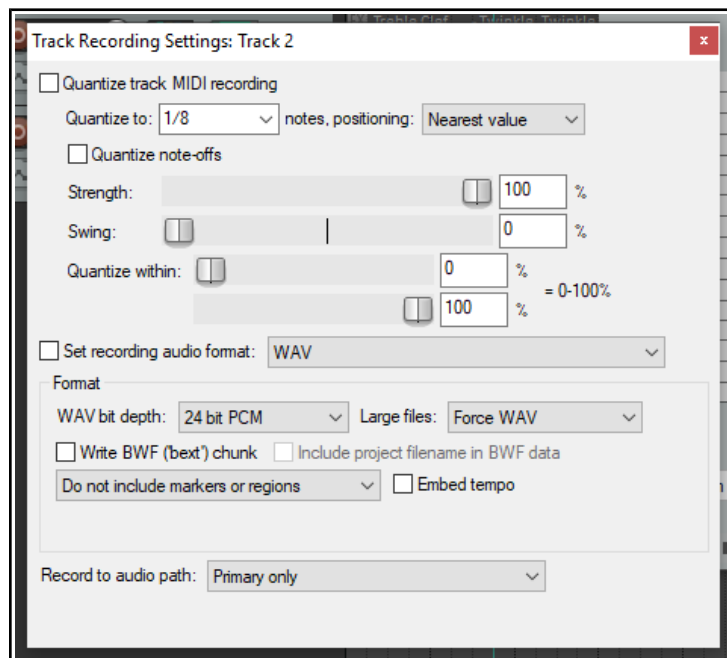 Treble Clef Twinkle, Twinkle
Track Recording Settings: Track 2
x
Quantize track MIDI recording
Quantize to: 1/8 notes, positioning: Nearest value
Quantize note-offs
Strength: 100 %
Swing: 0 %
Quantize within: 0 %
= 0-100%
100 %
Set recording audio format: WAV
Format
WAV bit depth: 24 bit PCM Large files: Force WAV
Write BWF ('bext') chunk Include project filename in BWF data
Do not include markers or regions Embed tempo
Record to audio path: Primary only